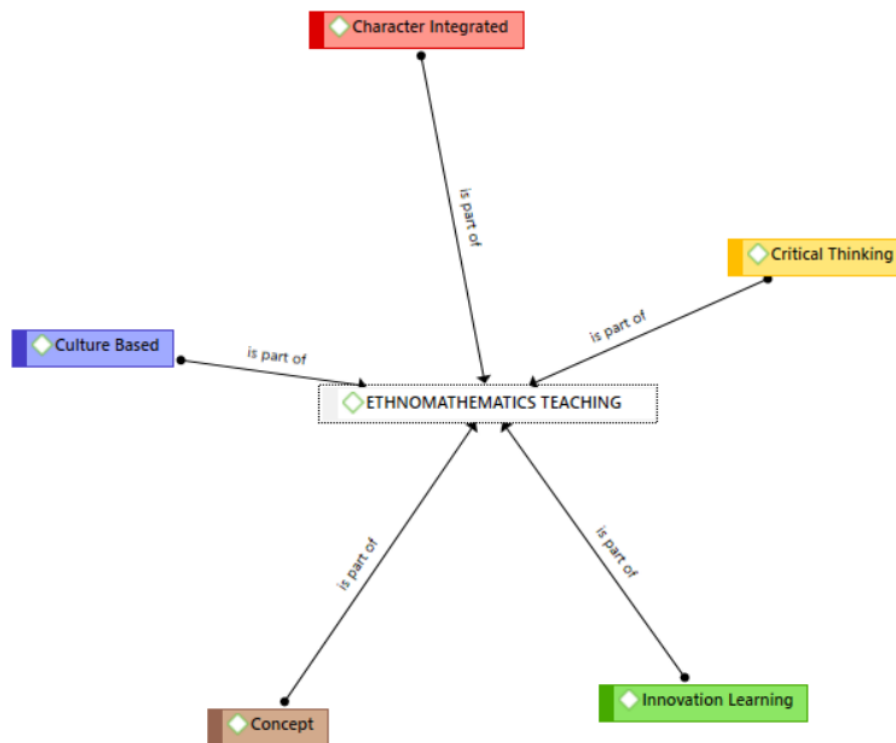 Character Integrated
is part of
Critical Thinking
is part of
Culture Based
is part of
ETHNOMATHEMATICS TEACHING
is part of
is part of
Innovation Learning
Concept